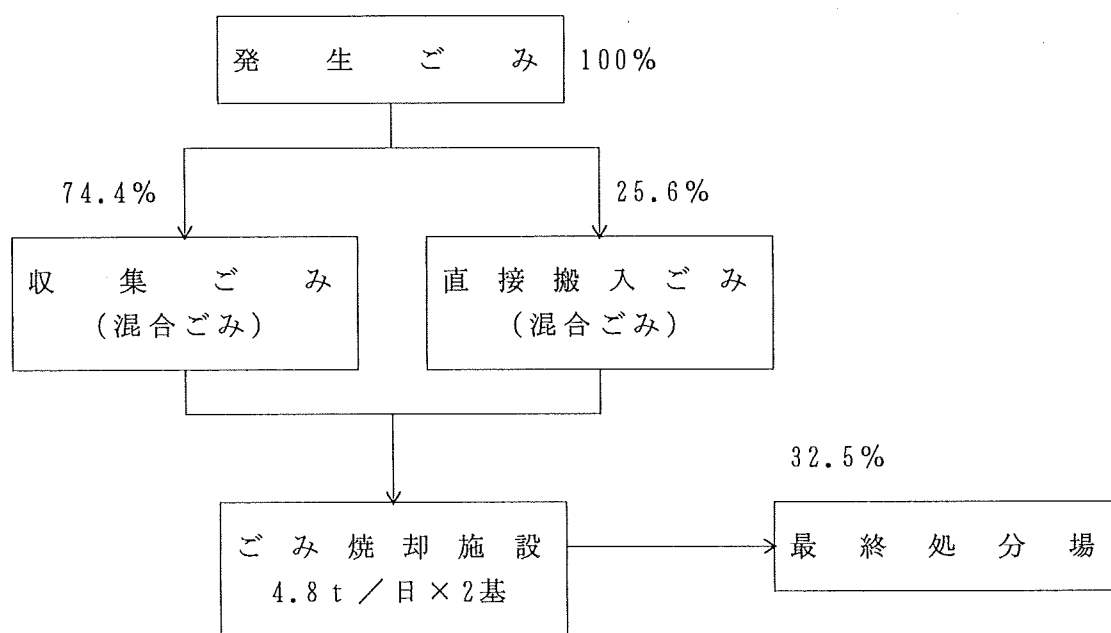 発生ごみ 100%
74.4% 25.6%
収集ごみ 直接搬入ごみ
(混合ごみ) (混合ごみ)
32.5%
ごみ焼却施設 最終処分場
4.8t/日×2基